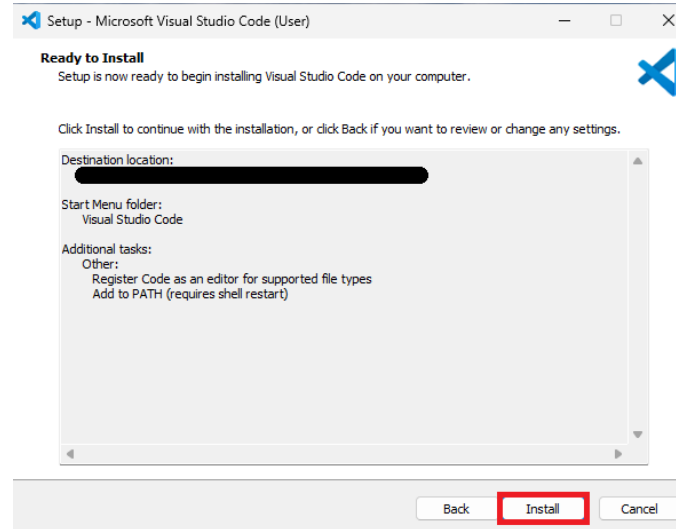 Setup - Microsoft Visual Studio Code (User)
Ready to Install
Setup is now ready to begin installing Visual Studio Code on your computer.
Click Install to continue with the installation, or click Back if you want to review or change any settings.
Destination location:
Start Menu folder:
Visual Studio Code
Additional tasks:
Other:
Register Code as an editor for supported file types
Add to PATH (requires shell restart)
Back Install Cancel